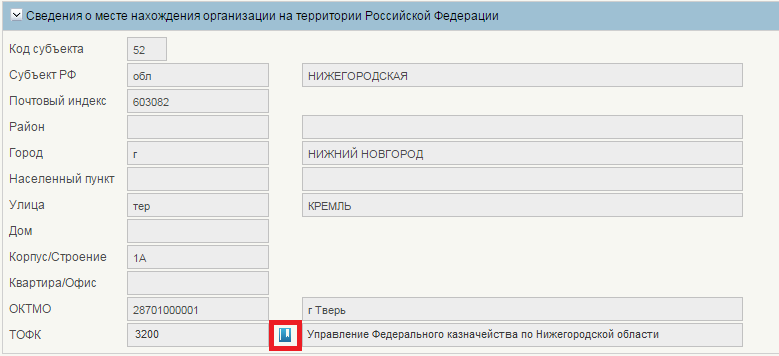 Сведения о месте нахождения организации на территории Российской Федерации
Код субъекта 52
Субъект РФ обл НИЖЕГОРОДСКАЯ
Почтовый индекс 603082
Район
Город г НИЖНИЙ НОВГОРОД
Населенный пункт
Улица тер КРЕМЛЬ
Дом
Корпус/Строение 1А
Квартира/Офис
ОКТМО 28701000001 г Тверь
ТОФК 3200 Управление Федерального казначейства по Нижегородской области